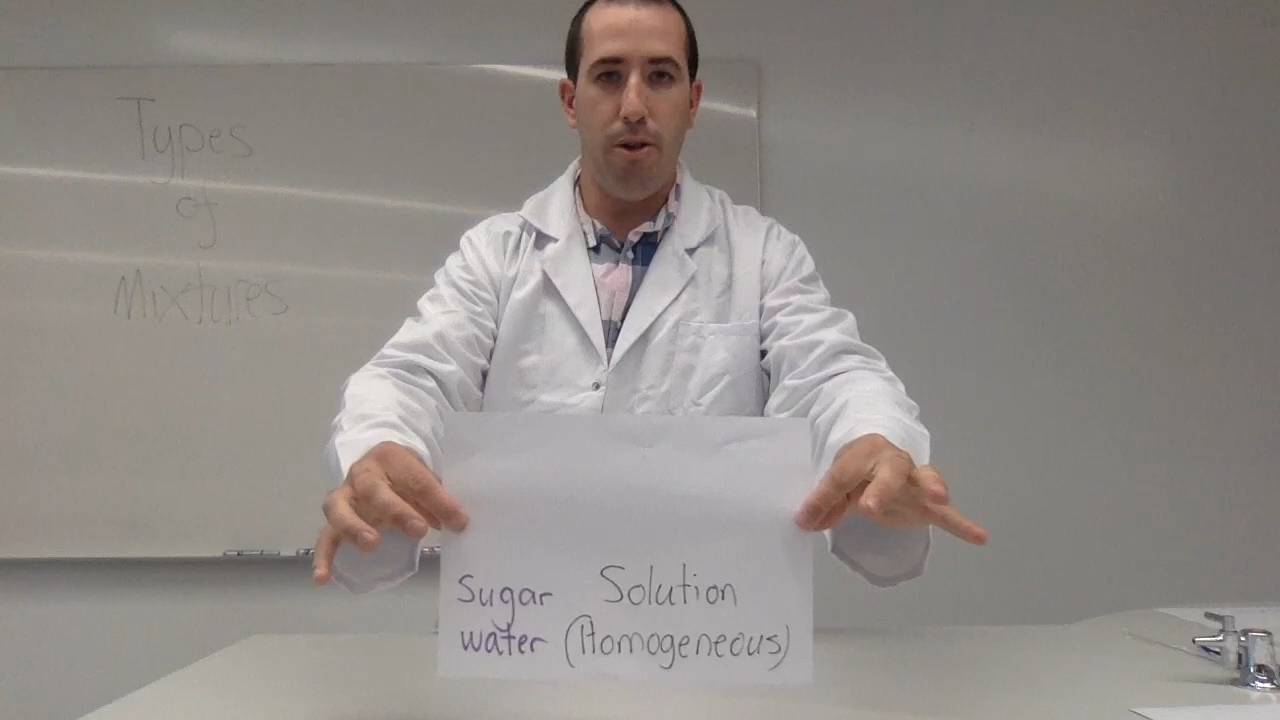 Types
of
Mixtures
Sugar
water
Solution
(Homogeneous)